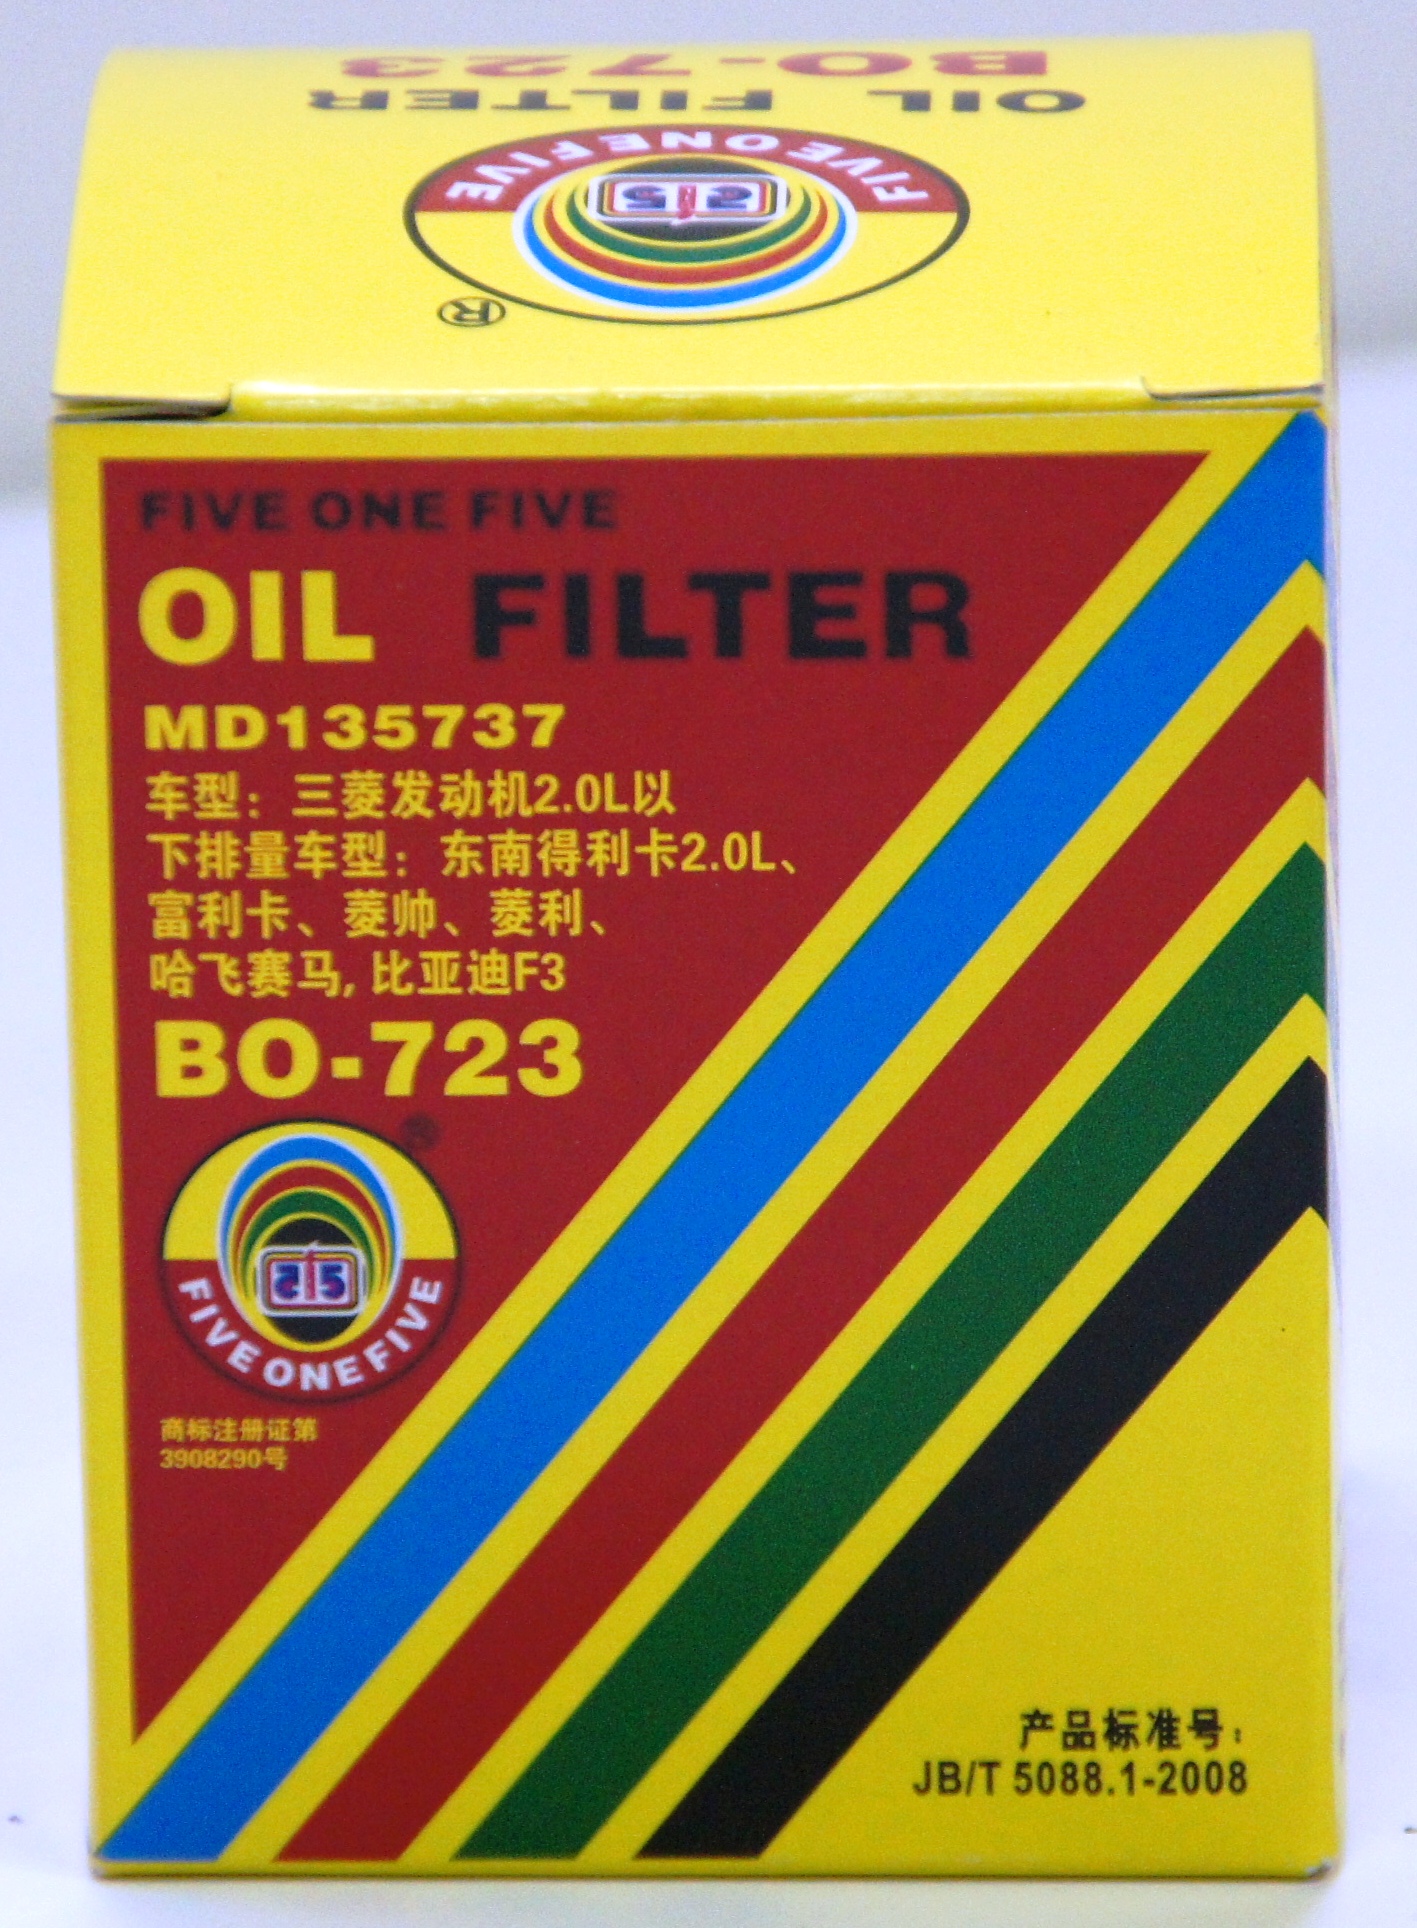 BO-723
OIL FILTER
FIVE ONE FIVE
515
®
FIVE ONE FIVE
OIL FILTER
MD135737
车型：三菱发动机2.0L以
下排量车型：东南得利卡2.0L、
富利卡、菱帅、菱利、
哈飞赛马,比亚迪F3
BO-723
®
515
FIVE ONE FIVE
商标注册证第
3908290号
产品标准号：
JB/T 5088.1-2008